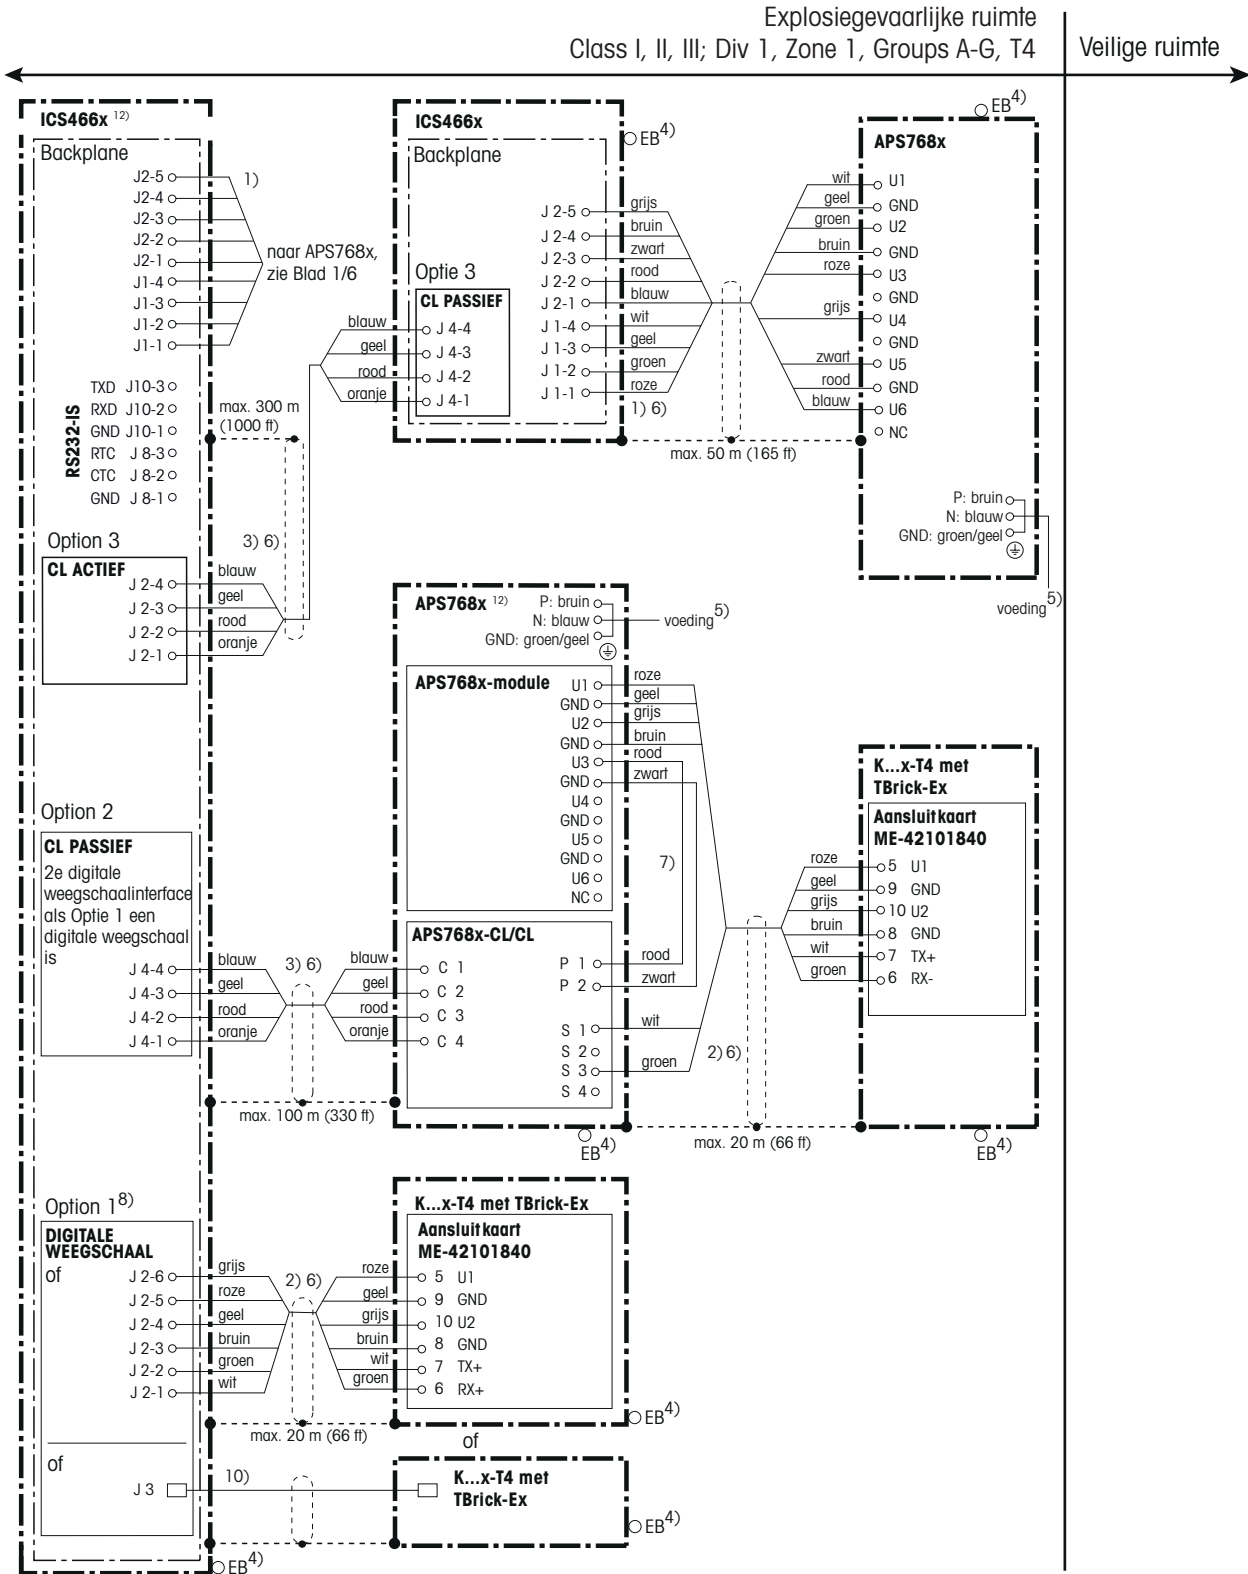 Explosiegevaarlijke ruimte
Class I, II, III; Div 1, Zone 1, Groups A-G, T4
Veilige ruimte
ICS466x 12)
Backplane
J2-5
J2-4
J2-3
J2-2
J2-1
J1-4
J1-3
J1-2
J1-1
1)
naar APS768x,
zie Blad 1/6
RS232-IS
TXD J10-3
RXD J10-2
GND J10-1
RTC J 8-3
CTC J 8-2
GND J 8-1
max. 300 m
(1000 ft)
3) 6)
Option 3
CL ACTIEF
J 2-4 blauw
J 2-3 geel
J 2-2 rood
J 2-1 oranje
ICS466x
EB4)
Backplane
Optie 3
CL PASSIEF
blauw J 4-4
geel J 4-3
rood J 4-2
oranje J 4-1
J 2-5 grijs
J 2-4 bruin
J 2-3 zwart
J 2-2 rood
J 2-1 blauw
J 1-4 wit
J 1-3 geel
J 1-2 groen
J 1-1 roze
1) 6)
max. 50 m (165 ft)
EB4)
APS768x
wit U1
geel GND
groen U2
bruin GND
roze U3
GND
grijs U4
GND
zwart U5
rood GND
blauw U6
NC
P: bruin
N: blauw
GND: groen/geel
voeding5)
APS768x 12)
P: bruin
N: blauw
GND: groen/geel
voeding5)
APS768x-module
U1 roze
GND geel
U2 grijs
GND bruin
U3 rood
GND zwart
U4
GND
U5
GND
U6
NC
7)
Option 2
CL PASSIEF
2e digitale
weegschaalinterface
als Optie 1 een
digitale weegschaal
is
J 4-4 blauw
J 4-3 geel
J 4-2 rood
J 4-1 oranje
3) 6)
max. 100 m (330 ft)
APS768x-CL/CL
blauw C 1
geel C 2
rood C 3
oranje C 4
P 1 rood
P 2 zwart
S 1 wit
S 2
S 3 groen
S 4
2) 6)
EB4)
max. 20 m (66 ft)
K...x-T4 met
TBrick-Ex
Aansluitkaart
ME-42101840
roze 5 U1
geel 9 GND
grijs 10 U2
bruin 8 GND
wit 7 TX+
groen 6 RX-
EB4)
Option 18)
DIGITALE
WEEGSCHAAL
of
J 2-6 grijs
J 2-5 roze
J 2-4 geel
J 2-3 bruin
J 2-2 groen
J 2-1 wit
2) 6)
max. 20 m (66 ft)
K...x-T4 met TBrick-Ex
Aansluitkaart
ME-42101840
roze 5 U1
geel 9 GND
grijs 10 U2
bruin 8 GND
wit 7 TX+
groen 6 RX+
EB4)
of
of
J 3
10)
K...x-T4 met
TBrick-Ex
EB4)
EB4)